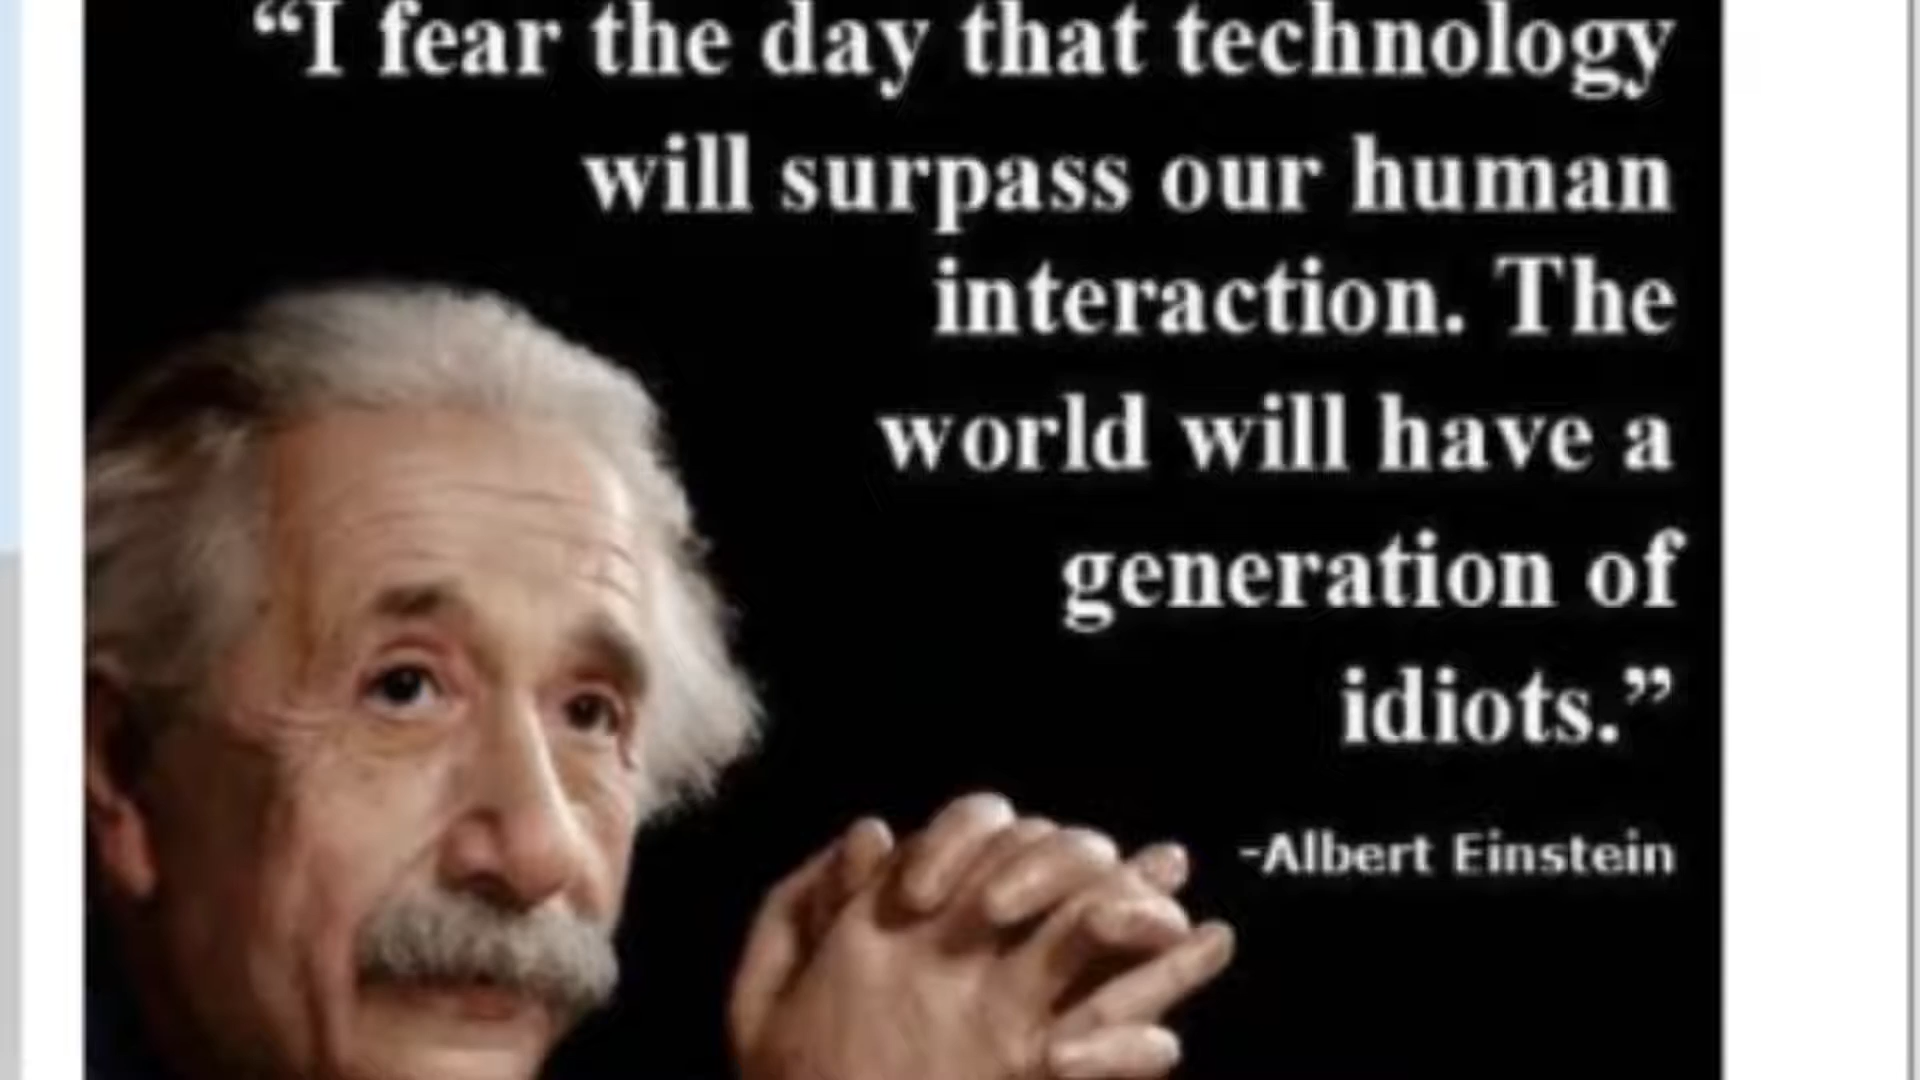 “I fear the day that technology
will surpass our human
interaction. The
world will have a
generation of
idiots.”
-Albert Einstein